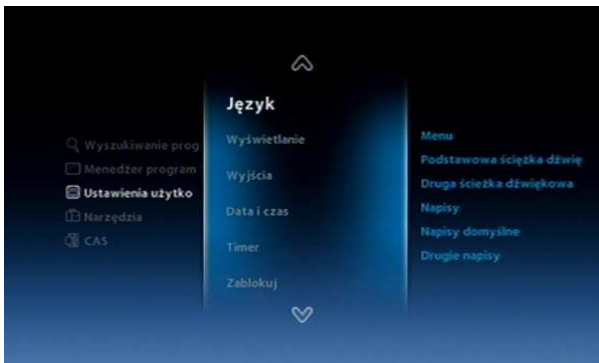 Język
Wyszukiwanie prog
Menedżer program
Ustawienia użytko
Narzędzia
CAS
Wyświetlanie
Wyjścia
Data i czas
Timer
Zablokuj
Menu
Podstawowa ścięžka dźwię
Druga ścieżka dźwiękowa
Napisy
Napisy domyślne
Drugie napisy